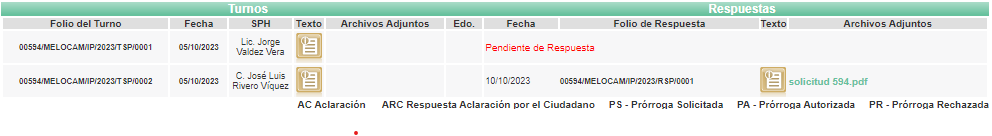 Turnos Respuestas
Folio del Turno Fecha SPH Texto Archivos Adjuntos Edo. Fecha Folio de Respuesta Texto Archivos Adjuntos
00594/MELOCAM/IP/2023/TSP/0001 05/10/2023 Lic. Jorge Valdez Vera Pendiente de Respuesta
00594/MELOCAM/IP/2023/TSP/0002 05/10/2023 C. José Luis Rivero Víquez 10/10/2023 00594/MELOCAM/IP/2023/RSP/0001 solicitud 594.pdf
AC Aclaración ARC Respuesta Aclaración por el Ciudadano PS - Prórroga Solicitada PA - Prórroga Autorizada PR - Prórroga Rechazada